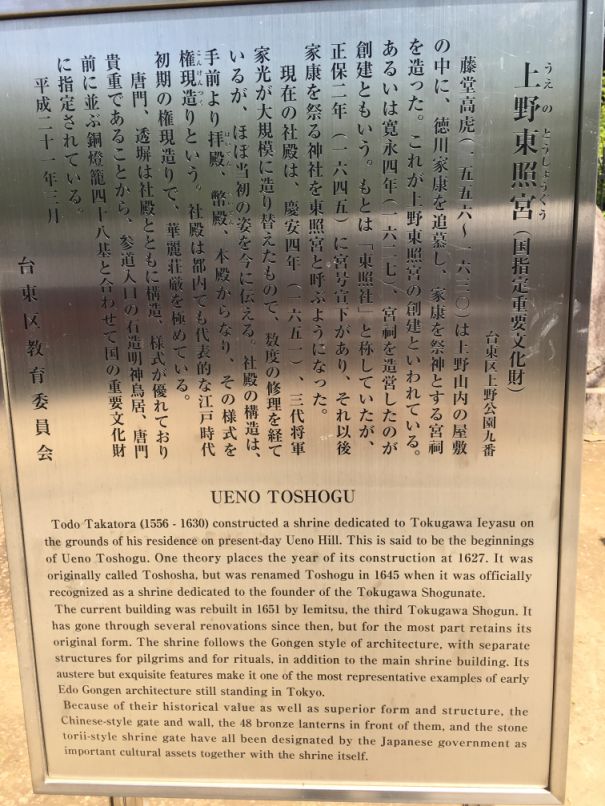 上野東照宮(国指定重要文化財)
うえの とうしょうぐう
台東区上野公園九番
藤堂高虎(一五五六〜一六三〇)は上野山内の屋敷
の中に、徳川家康を追慕し、家康を祭神とする宮祠
を造った。これが上野東照宮の創建といわれている。
あるいは寛永四年(一六二七)、宮祠を造営したのが
創建ともいう。もとは「東照社」と称していたが、
正保二年(一六四五)に宮号宣下があり、それ以後
家康を祭る神社を東照宮と呼ぶようになった。
現在の社殿は、慶安四年(一六五一)、三代将軍
家光が大規模に造り替えたもので、数度の修理を経て
いるが、ほぼ当初の姿を今に伝える。社殿の構造は、
手前より拝殿、幣殿、本殿からなり、その様式を
権現造りという。社殿は都内でも代表的な江戸時代
初期の権現造りで、華麗荘厳を極めている。
唐門、透塀は社殿とともに構造、様式が優れており
貴重であることから、参道入口の石造明神鳥居、唐門
前に並ぶ銅燈籠四十八基と合わせて国の重要文化財
に指定されている。
平成二十一年三月
台東区教育委員会
UENO TOSHOGU
Todo Takatora (1556 - 1630) constructed a shrine dedicated to Tokugawa Ieyasu on
the grounds of his residence on present-day Ueno Hill. This is said to be the beginnings
of Ueno Toshogu. One theory places the year of its construction at 1627. It was
originally called Toshosha, but was renamed Toshogu in 1645 when it was officially
recognized as a shrine dedicated to the founder of the Tokugawa Shogunate.
The current building was rebuilt in 1651 by Iemitsu, the third Tokugawa Shogun. It
has gone through several renovations since then, but for the most part retains its
original form. The shrine follows the Gongen style of architecture, with separate
structures for pilgrims and for rituals, in addition to the main shrine building. Its
austere but exquisite features make it one of the most representative examples of early
Edo Gongen architecture still standing in Tokyo.
Because of their historical value as well as superior form and structure, the
Chinese-style gate and wall, the 48 bronze lanterns in front of them, and the stone
torii-style shrine gate have all been designated by the Japanese government as
important cultural assets together with the shrine itself.